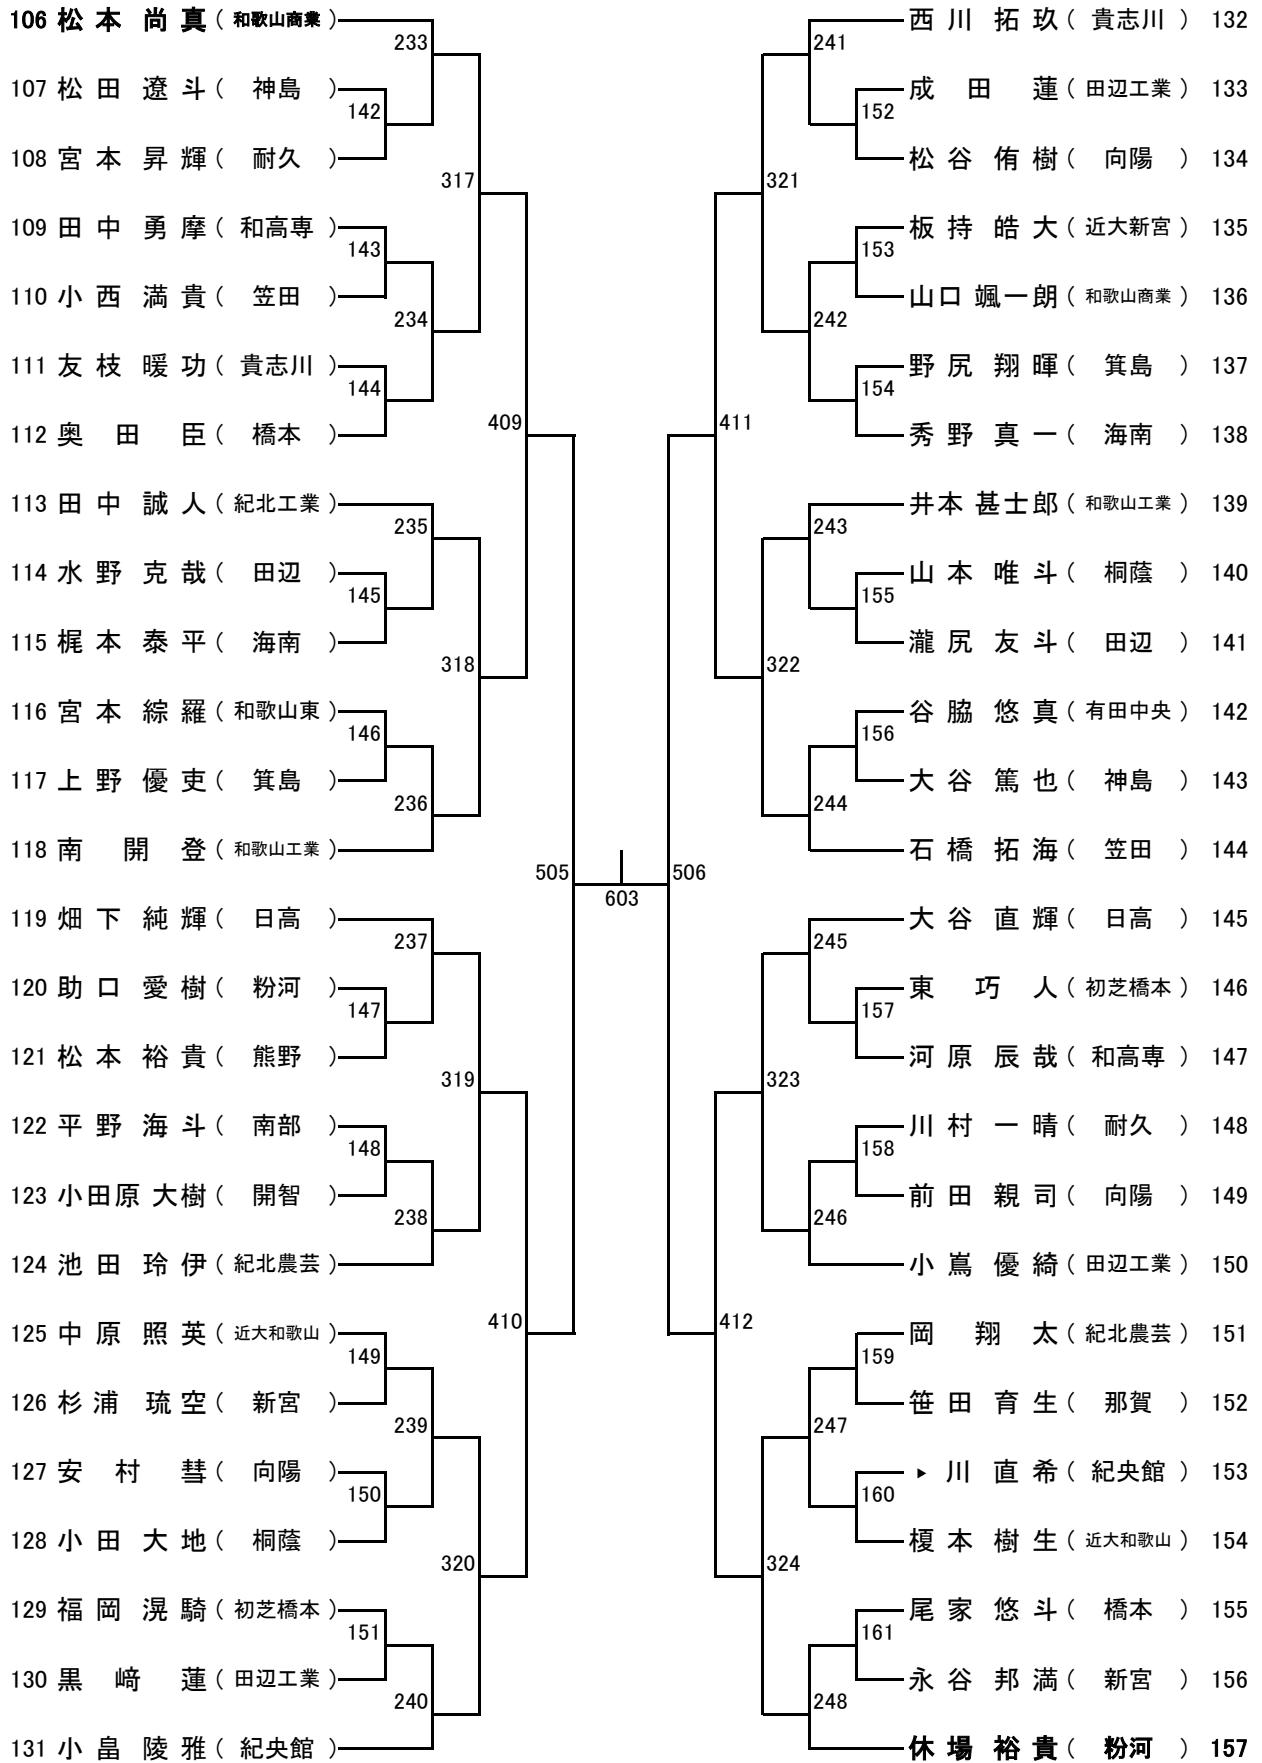 106 松本 尚真 ( 和歌山商業 )
233
107 松田 遼斗 ( 神島 )
142
108 宮本 昇輝 ( 耐久 )
317
109 田中 勇摩 ( 和高専 )
143
110 小西 満貴 ( 笠田 )
234
111 友枝 暖功 ( 貴志川 )
144
112 奥田 臣 ( 橋本 )
409
113 田中 誠人 ( 紀北工業 )
235
114 水野 克哉 ( 田辺 )
145
115 梶本 泰平 ( 海南 )
318
116 宮本 綜羅 ( 和歌山東 )
146
117 上野 優吏 ( 箕島 )
236
118 南 開登 ( 和歌山工業 )
505
119 畑下 純輝 ( 日高 )
237
120 助口 愛樹 ( 粉河 )
147
121 松本 裕貴 ( 熊野 )
319
122 平野 海斗 ( 南部 )
148
123 小田原 大樹 ( 開智 )
238
124 池田 玲伊 ( 紀北農芸 )
410
125 中原 照英 ( 近大和歌山 )
149
126 杉浦 琉空 ( 新宮 )
239
127 安村 彗 ( 向陽 )
150
128 小田 大地 ( 桐蔭 )
320
129 福岡 滉騎 ( 初芝橋本 )
151
130 黒﨑 蓮 ( 田辺工業 )
240
131 小畠 陵雅 ( 紀央館 )
603
西川 拓玖 ( 貴志川 ) 132
241
成田 蓮 ( 田辺工業 ) 133
152
松谷 侑樹 ( 向陽 ) 134
321
板持 皓大 ( 近大新宮 ) 135
153
山口 颯一朗 ( 和歌山商業 ) 136
242
野尻 翔暉 ( 箕島 ) 137
154
秀野 真一 ( 海南 ) 138
411
井本 甚士郎 ( 和歌山工業 ) 139
243
山本 唯斗 ( 桐蔭 ) 140
155
瀧尻 友斗 ( 田辺 ) 141
322
谷脇 悠真 ( 有田中央 ) 142
156
大谷 篤也 ( 神島 ) 143
244
石橋 拓海 ( 笠田 ) 144
506
大谷 直輝 ( 日高 ) 145
245
東 巧人 ( 初芝橋本 ) 146
157
河原 辰哉 ( 和高専 ) 147
323
川村 一晴 ( 耐久 ) 148
158
前田 親司 ( 向陽 ) 149
246
小嶌 優綺 ( 田辺工業 ) 150
412
岡 翔太 ( 紀北農芸 ) 151
159
笹田 育生 ( 那賀 ) 152
247
▸川 直希 ( 紀央館 ) 153
160
榎本 樹生 ( 近大和歌山 ) 154
324
尾家 悠斗 ( 橋本 ) 155
161
永谷 邦満 ( 新宮 ) 156
248
休場 裕貴 ( 粉河 ) 157